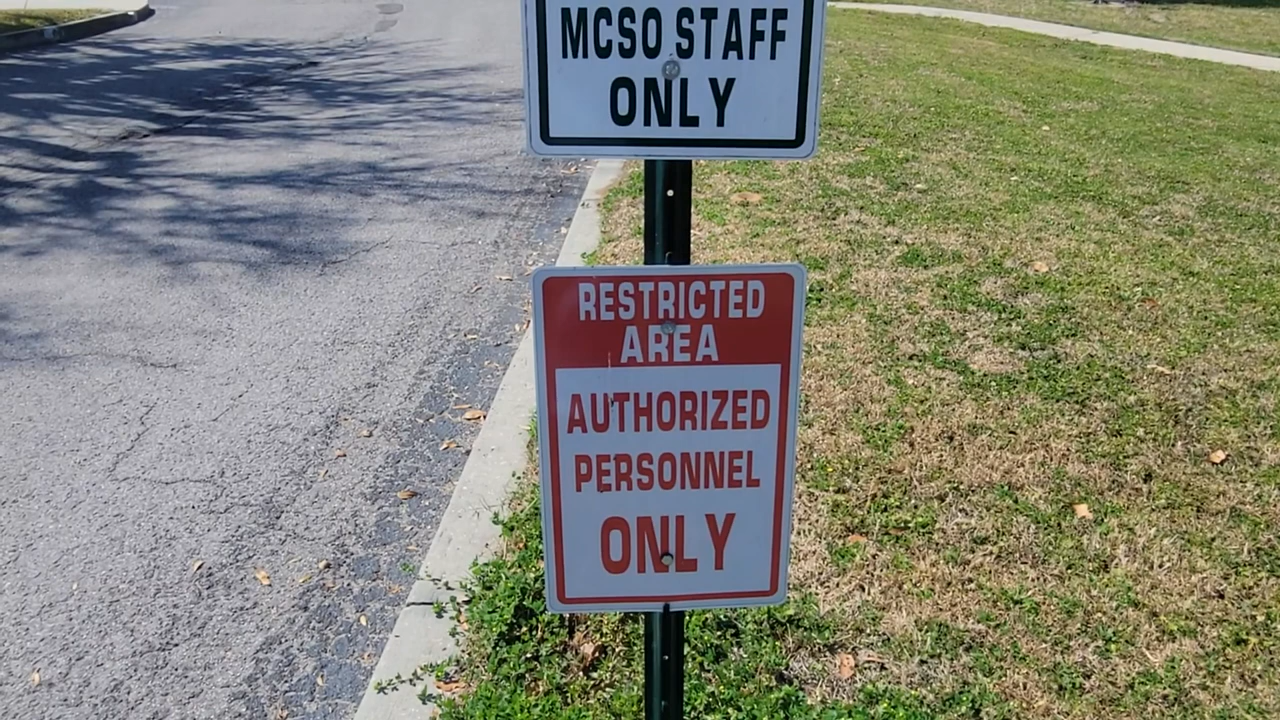 MCSO STAFF
ONLY
RESTRICTED
AREA
AUTHORIZED
PERSONNEL
ONLY